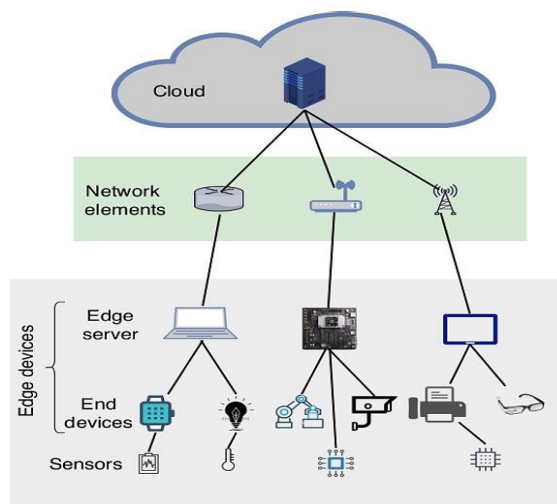 Cloud
Network
elements
Edge devices
Edge
server
End
devices
Sensors